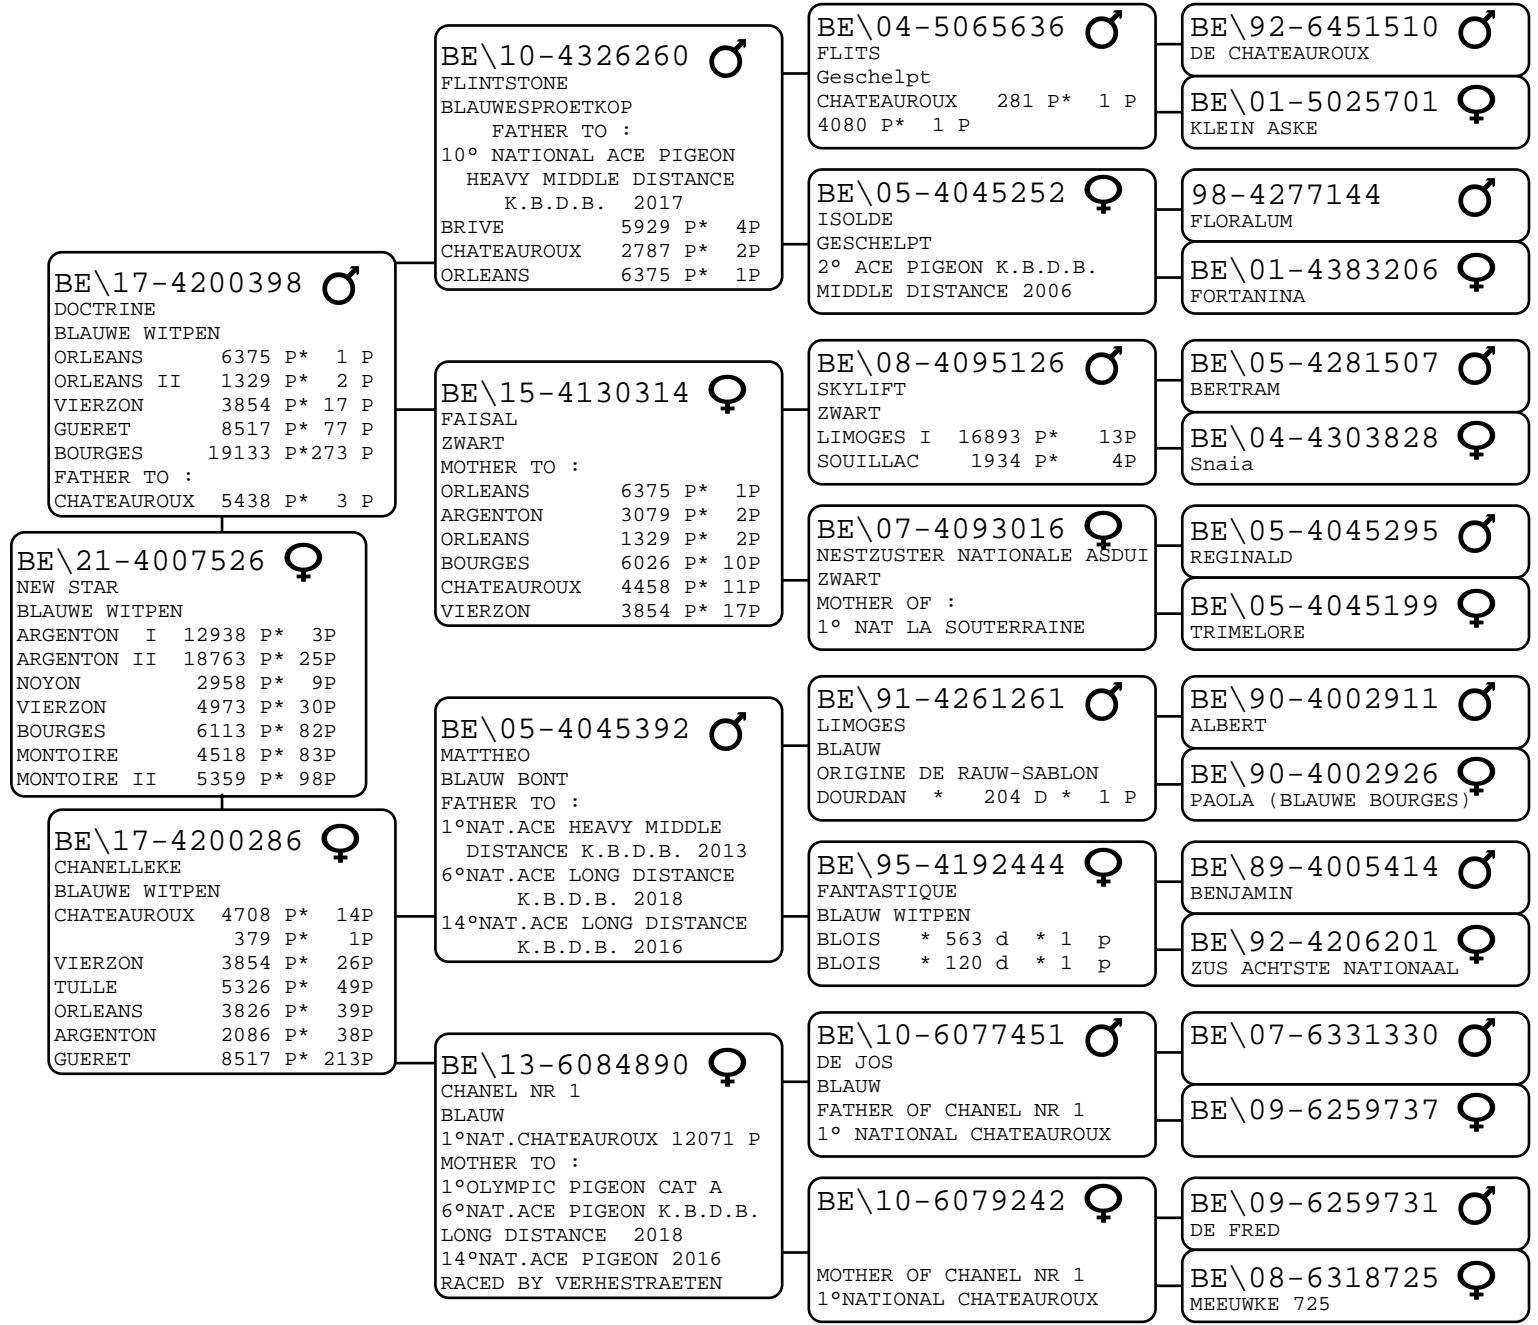 BE\17-4200398
DOCTRINE
BLAUWE WITPEN
ORLEANS 6375 P* 1 P
ORLEANS II 1329 P* 2 P
VIERZON 3854 P* 17 P
GUERET 8517 P* 77 P
BOURGES 19133 P*273 P
FATHER TO :
CHATEAUROUX 5438 P* 3 P
BE\21-4007526
NEW STAR
BLAUWE WITPEN
ARGENTON I 12938 P* 3P
ARGENTON II 18763 P* 25P
NOYON 2958 P* 9P
VIERZON 4973 P* 30P
BOURGES 6113 P* 82P
MONTOIRE 4518 P* 83P
MONTOIRE II 5359 P* 98P
BE\17-4200286
CHANELLEKE
BLAUWE WITPEN
CHATEAUROUX 4708 P* 14P
379 P* 1P
VIERZON 3854 P* 26P
TULLE 5326 P* 49P
ORLEANS 3826 P* 39P
ARGENTON 2086 P* 38P
GUERET 8517 P* 213P
BE\10-4326260
FLINTSTONE
BLAUWESPROETKOP
FATHER TO :
10° NATIONAL ACE PIGEON
HEAVY MIDDLE DISTANCE
K.B.D.B. 2017
BRIVE 5929 P* 4P
CHATEAUROUX 2787 P* 2P
ORLEANS 6375 P* 1P
BE\15-4130314
FAISAL
ZWART
MOTHER TO :
ORLEANS 6375 P* 1P
ARGENTON 3079 P* 2P
ORLEANS 1329 P* 2P
BOURGES 6026 P* 10P
CHATEAUROUX 4458 P* 11P
VIERZON 3854 P* 17P
BE\05-4045392
MATTHEO
BLAUW BONT
FATHER TO :
1°NAT.ACE HEAVY MIDDLE
DISTANCE K.B.D.B. 2013
6°NAT.ACE LONG DISTANCE
K.B.D.B. 2018
14°NAT.ACE LONG DISTANCE
K.B.D.B. 2016
BE\13-6084890
CHANEL NR 1
BLAUW
1°NAT.CHATEAUROUX 12071 P
MOTHER TO :
1°OLYMPIC PIGEON CAT A
6°NAT.ACE PIGEON K.B.D.B.
LONG DISTANCE 2018
14°NAT.ACE PIGEON 2016
RACED BY VERHESTRAETEN
BE\04-5065636
FLITS
Geschelpt
CHATEAUROUX 281 P* 1 P
4080 P* 1 P
BE\05-4045252
ISOLDE
GESCHELPT
2° ACE PIGEON K.B.D.B.
MIDDLE DISTANCE 2006
BE\08-4095126
SKYLIFT
ZWART
LIMOGES I 16893 P* 13P
SOUILLAC 1934 P* 4P
BE\07-4093016
NESTZUSTER NATIONALE ASDUI
ZWART
MOTHER OF :
1° NAT LA SOUTERRAINE
BE\91-4261261
LIMOGES
BLAUW
ORIGINE DE RAUW-SABLON
DOURDAN * 204 D * 1 P
BE\95-4192444
FANTASTIQUE
BLAUW WITPEN
BLOIS * 563 d * 1 p
BLOIS * 120 d * 1 p
BE\10-6077451
DE JOS
BLAUW
FATHER OF CHANEL NR 1
1° NATIONAL CHATEAUROUX
BE\10-6079242
MOTHER OF CHANEL NR 1
1°NATIONAL CHATEAUROUX
BE\92-6451510
DE CHATEAUROUX
BE\01-5025701
KLEIN ASKE
98-4277144
FLORALUM
BE\01-4383206
FORTANINA
BE\05-4281507
BERTRAM
BE\04-4303828
Snaia
BE\05-4045295
REGINALD
BE\05-4045199
TRIMELORE
BE\90-4002911
ALBERT
BE\90-4002926
PAOLA (BLAUWE BOURGES)
BE\89-4005414
BENJAMIN
BE\92-4206201
ZUS ACHTSTE NATIONAAL
BE\07-6331330
BE\09-6259737
BE\09-6259731
DE FRED
BE\08-6318725
MEEUWKE 725